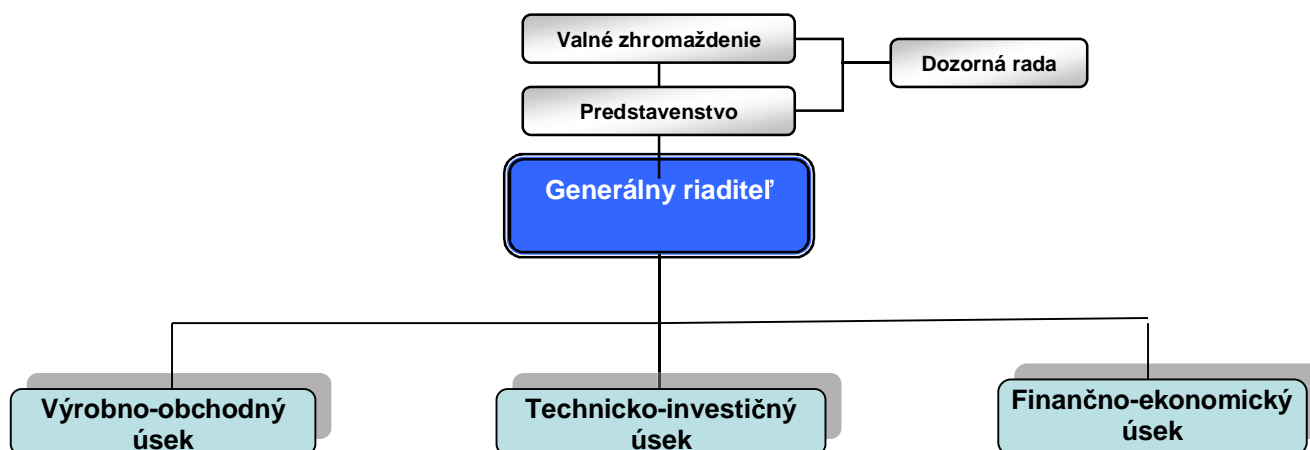 Valné zhromaždenie
Dozorná rada
Predstavenstvo
Generálny riaditeľ
Výrobno-obchodný
úsek
Technicko-investičný
úsek
Finančno-ekonomický
úsek